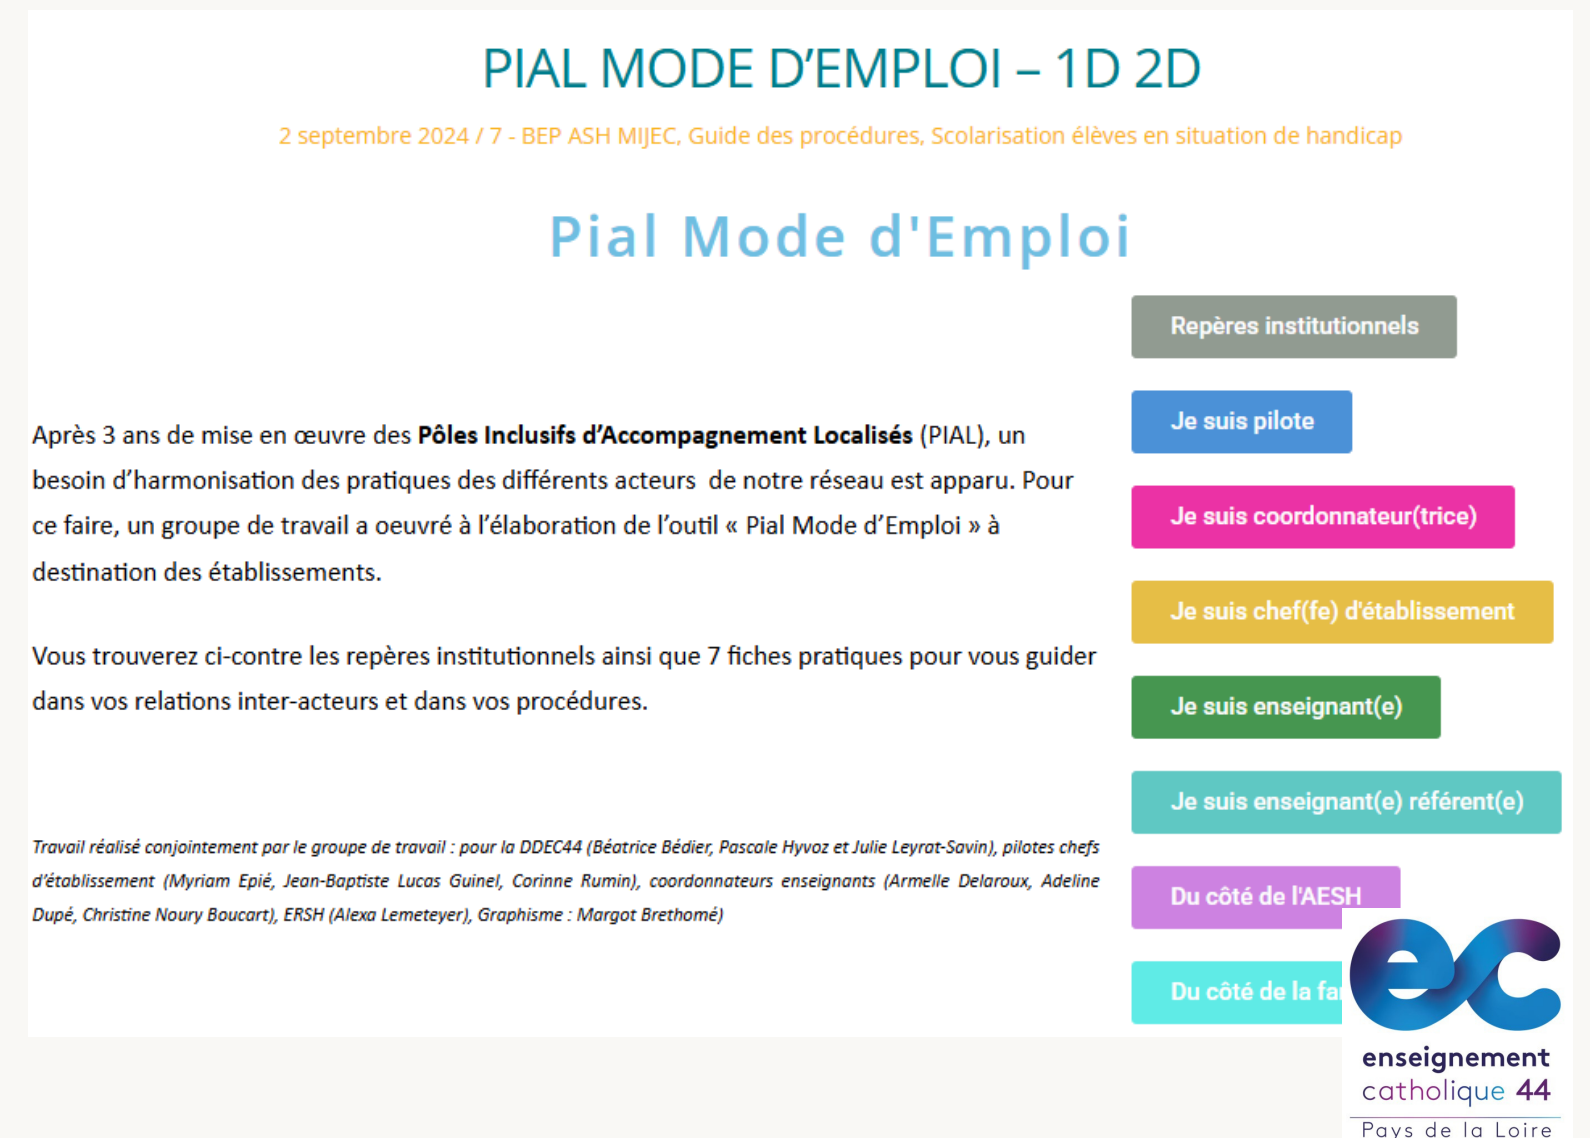 PIAL MODE D'EMPLOI – 1D 2D
2 septembre 2024 / 7 - BEP ASH MIJEC, Guide des procédures, Scolarisation élèves en situation de handicap
Pial Mode d'Emploi
Après 3 ans de mise en œuvre des Pôles Inclusifs d'Accompagnement Localisés (PIAL), un
besoin d'harmonisation des pratiques des différents acteurs  de notre réseau est apparu. Pour
ce faire, un groupe de travail a oeuvré à l'élaboration de l'outil « Pial Mode d'Emploi » à
destination des établissements.
Vous trouverez ci-contre les repères institutionnels ainsi que 7 fiches pratiques pour vous guider
dans vos relations inter-acteurs et dans vos procédures.
Travail réalisé conjointement par le groupe de travail : pour la DDEC44 (Béatrice Bédier, Pascale Hyvoz et Julie Leyrat-Savin), pilotes chefs
d'établissement (Myriam Epié, Jean-Baptiste Lucas Guinel, Corinne Rumin), coordonnateurs enseignants (Armelle Delaroux, Adeline
Dupé, Christine Noury Boucart), ERSH (Alexa Lemeteyer), Graphisme : Margot Brethomé)
Repères institutionnels
Je suis pilote
Je suis coordonnateur(trice)
Je suis chef(fe) d'établissement
Je suis enseignant(e)
Je suis enseignant(e) référent(e)
Du côté de l'AESH
Du côté de la
ec
enseignement
catholique 44
Pays de la Loire